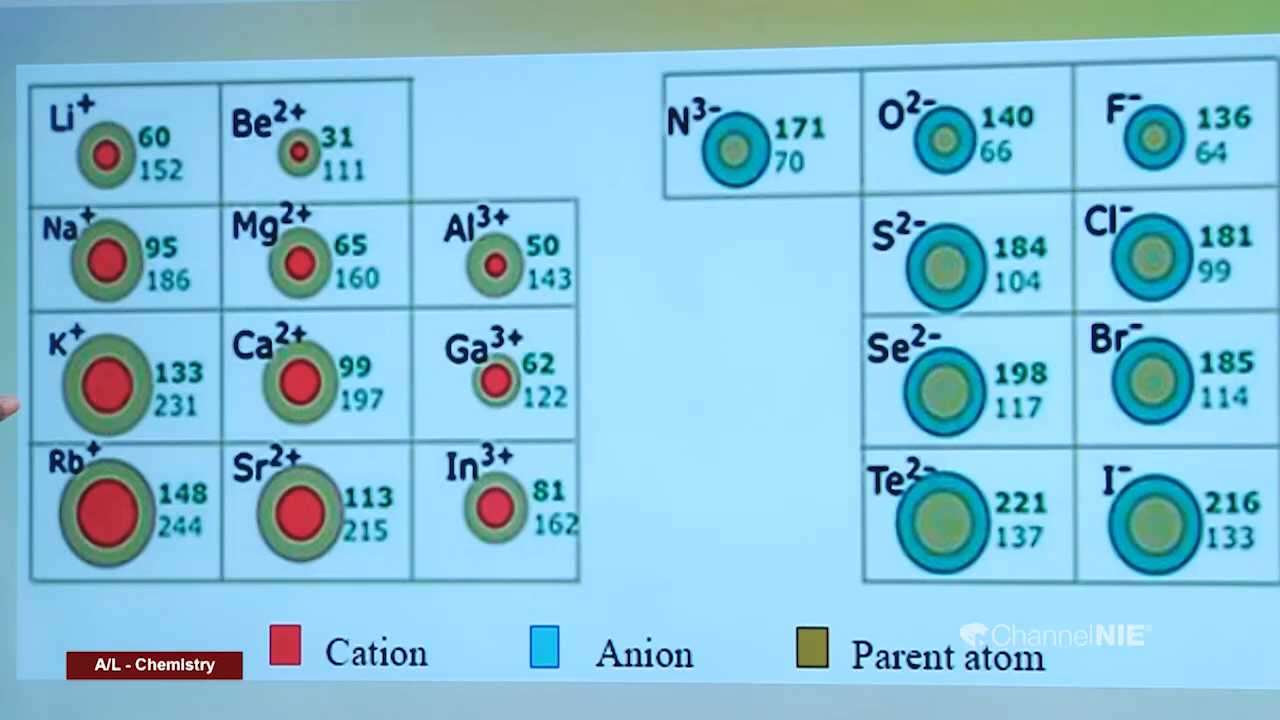 Li⁺ 60 152
Be²⁺ 31 111
N³⁻ 171 70
O²⁻ 140 66
F⁻ 136 64
Na⁺ 95 186
Mg²⁺ 65 160
Al³⁺ 50 143
S²⁻ 184 104
Cl⁻ 181 99
K⁺ 133 231
Ca²⁺ 99 197
Ga³⁺ 62 122
Se²⁻ 198 117
Br⁻ 185 114
Rb⁺ 148 244
Sr²⁺ 113 215
In³⁺ 81 162
Te²⁻ 221 137
I⁻ 216 133
Cation Anion Parent atom
A/L - Chemistry
ChannelNIE